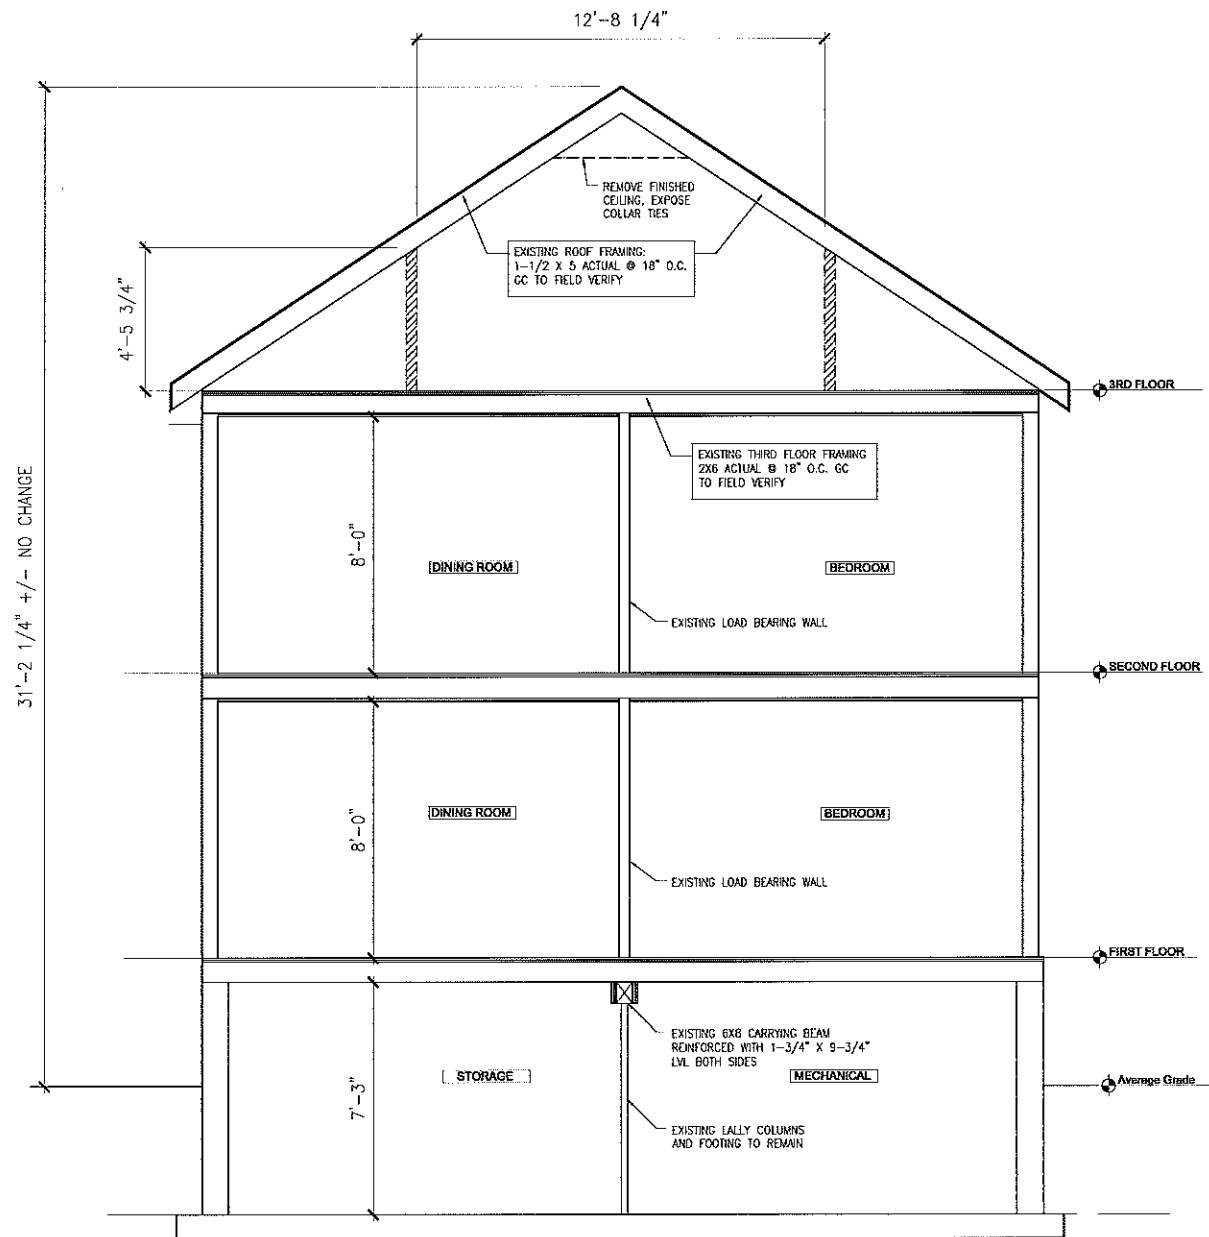 12'-8 1/4"
REMOVE FINISHED
CEILING, EXPOSE
COLLAR TIES
EXISTING ROOF FRAMING:
1-1/2 X 5 ACTUAL @ 18" O.C.
GC TO FIELD VERIFY
4'-5 3/4"
3RD FLOOR
EXISTING THIRD FLOOR FRAMING
2X6 ACTUAL @ 18" O.C. GC
TO FIELD VERIFY
31'-2 1/4" +/- NO CHANGE
8'-0"
DINING ROOM
BEDROOM
EXISTING LOAD BEARING WALL
SECOND FLOOR
8'-0"
DINING ROOM
BEDROOM
EXISTING LOAD BEARING WALL
FIRST FLOOR
EXISTING 6X8 CARRYING BEAM
REINFORCED WITH 1-3/4" X 9-3/4"
LVL BOTH SIDES
STORAGE
MECHANICAL
Average Grade
7'-3"
EXISTING LALLY COLUMNS
AND FOOTING TO REMAIN